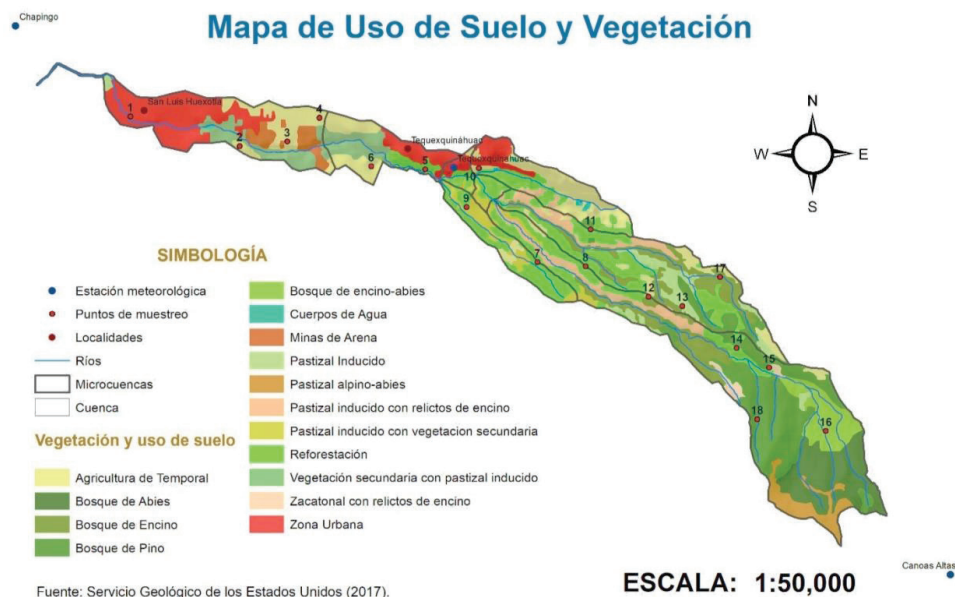 Chapingo
Mapa de Uso de Suelo y Vegetación
San Luis Huexotla
1
2
3
4
5
6
Tequexquináhuac
Tequexquinahuac
10
9
11
7
8
12
13
17
14
15
18
16
N
W
E
S
SIMBOLOGÍA
Estación meteorológica
Puntos de muestreo
Localidades
Ríos
Microcuencas
Cuenca
Vegetación y uso de suelo
Agricultura de Temporal
Bosque de Abies
Bosque de Encino
Bosque de Pino
Bosque de encino-abies
Cuerpos de Agua
Minas de Arena
Pastizal Inducido
Pastizal alpino-abies
Pastizal inducido con relictos de encino
Pastizal inducido con vegetacion secundaria
Reforestación
Vegetación secundaria con pastizal inducido
Zacatonal con relictos de encino
Zona Urbana
Canoas Altas
Fuente: Servicio Geológico de los Estados Unidos (2017).
ESCALA: 1:50,000